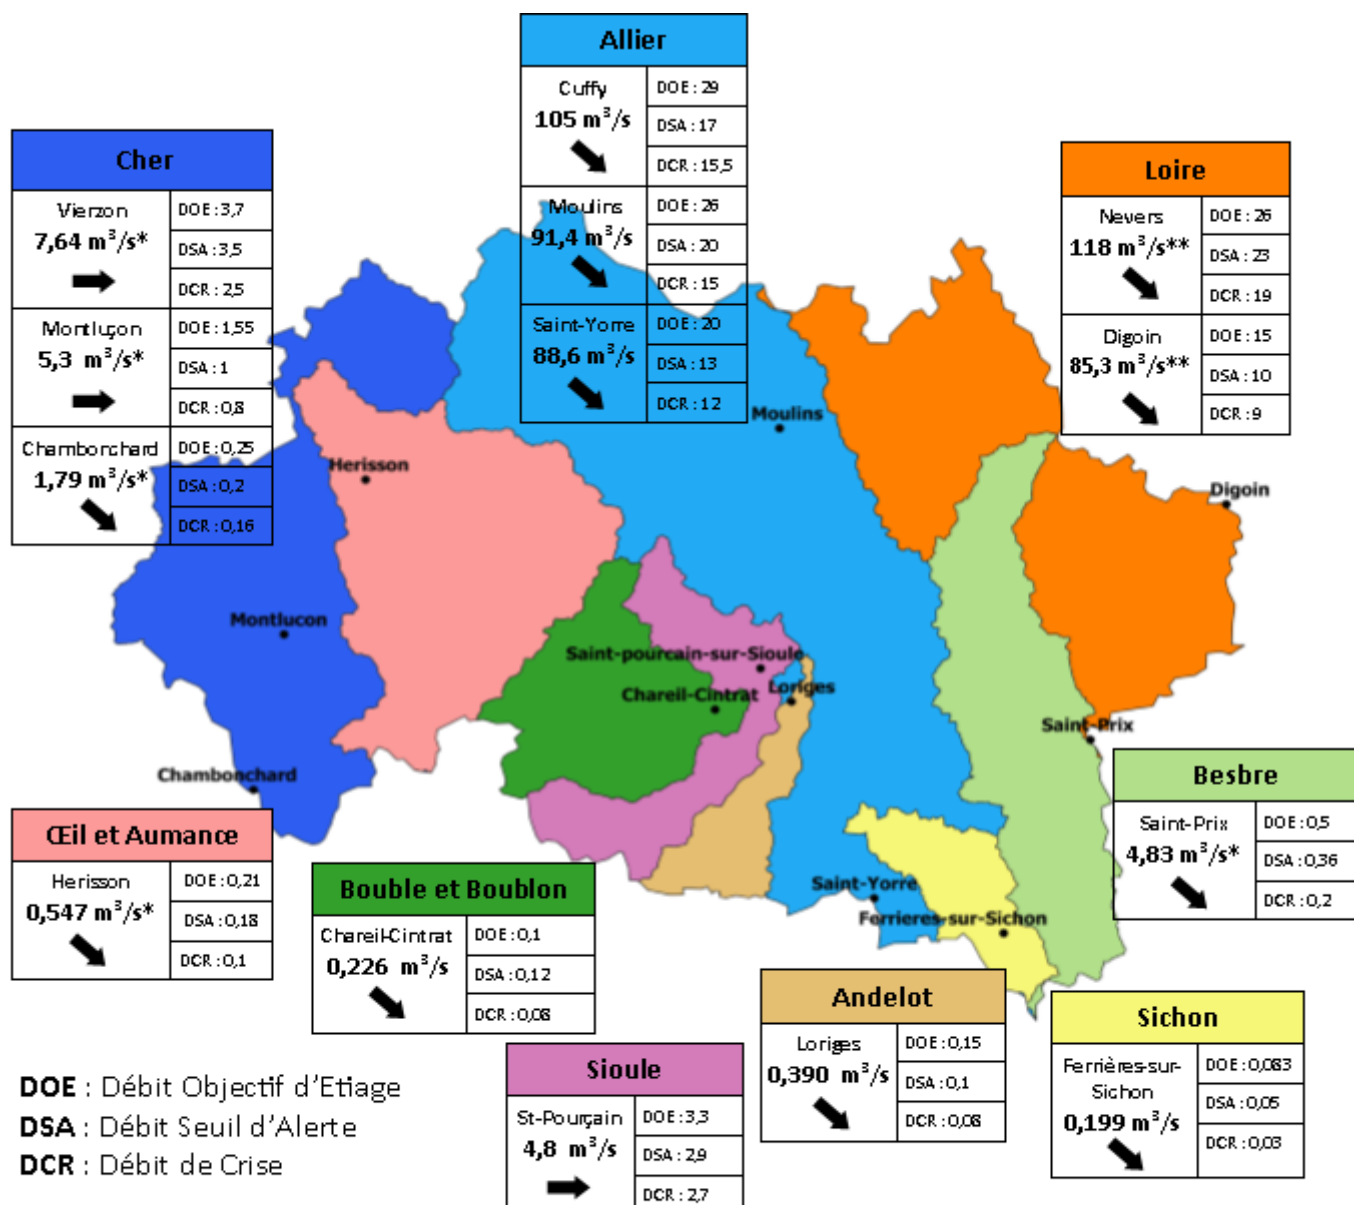 Allier
Cuffy
105 m³/s
DOE : 29
DSA : 17
DCR : 15,5
Moulins
91,4 m³/s
DOE : 26
DSA : 20
DCR : 15
Saint-Yorre
88,6 m³/s
DOE : 20
DSA : 13
DCR : 12
Cher
Vierzon
7,64 m³/s*
DOE : 3,7
DSA : 3,5
DCR : 2,5
Montluçon
5,3 m³/s*
DOE : 1,55
DSA : 1
DCR : 0,8
Chambonchard
1,79 m³/s*
DOE : 0,25
DSA : 0,2
DCR : 0,16
Loire
Nevers
118 m³/s**
DOE : 26
DSA : 23
DCR : 19
Digoin
85,3 m³/s**
DOE : 15
DSA : 10
DCR : 9
Moulins
Herisson
Digoin
Montlucon
Saint-pourcain-sur-Sioule
Loriges
Chareil-Cintrat
Saint-Prix
Chambonchard
Saint-Yorre
Ferrieres-sur-Sichon
Besbre
Saint-Prix
4,83 m³/s*
DOE : 0,5
DSA : 0,36
DCR : 0,2
Œil et Aumance
Herisson
0,547 m³/s*
DOE : 0,21
DSA : 0,18
DCR : 0,1
Bouble et Boublon
Chareil-Cintrat
0,226 m³/s
DOE : 0,1
DSA : 0,12
DCR : 0,08
Andelot
Loriges
0,390 m³/s
DOE : 0,15
DSA : 0,1
DCR : 0,08
Sichon
Ferrières-sur-
Sichon
0,199 m³/s
DOE : 0,083
DSA : 0,05
DCR : 0,03
Sioule
St-Pourçain
4,8 m³/s
DOE : 3,3
DSA : 2,9
DCR : 2,7
DOE : Débit Objectif d'Etiage
DSA : Débit Seuil d'Alerte
DCR : Débit de Crise